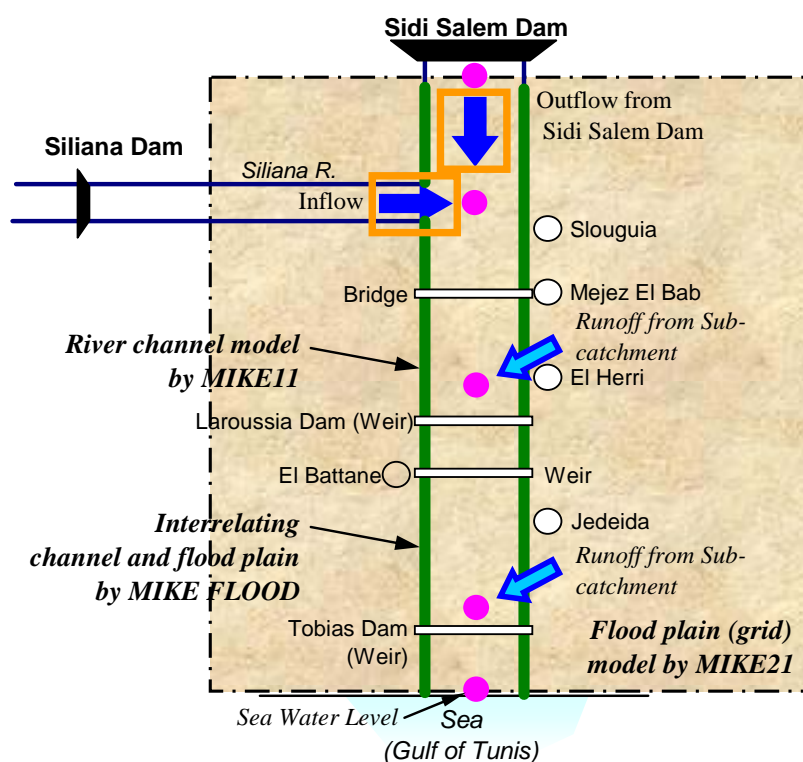 Sidi Salem Dam
Outflow from
Sidi Salem Dam
Siliana Dam
Siliana R.
Inflow
Slouguia
Bridge
Mejez El Bab
Runoff from Sub-
catchment
River channel model
by MIKE11
El Herri
Laroussia Dam (Weir)
El Battane
Weir
Interrelating
channel and flood plain
by MIKE FLOOD
Jedeida
Runoff from Sub-
catchment
Tobias Dam
(Weir)
Flood plain (grid)
model by MIKE21
Sea Water Level
Sea
(Gulf of Tunis)